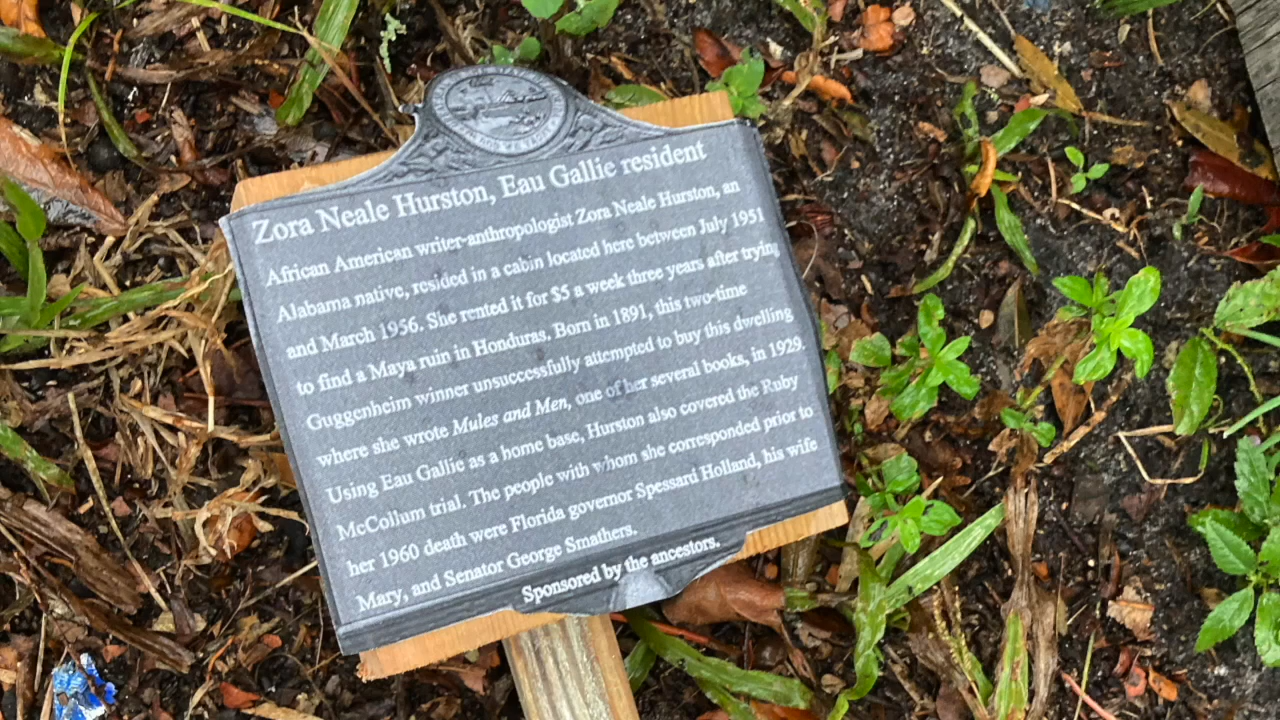 Zora Neale Hurston, Eau Gallie resident
African American writer-anthropologist Zora Neale Hurston, an
Alabama native, resided in a cabin located here between July 1951
and March 1956. She rented it for $5 a week three years after trying
to find a Maya ruin in Honduras. Born in 1891, this two-time
Guggenheim winner unsuccessfully attempted to buy this dwelling
where she wrote Mules and Men, one of her several books, in 1929.
Using Eau Gallie as a home base, Hurston also covered the Ruby
McCollum trial. The people with whom she corresponded prior to
her 1960 death were Florida governor Spessard Holland, his wife
Mary, and Senator George Smathers.
Sponsored by the ancestors.